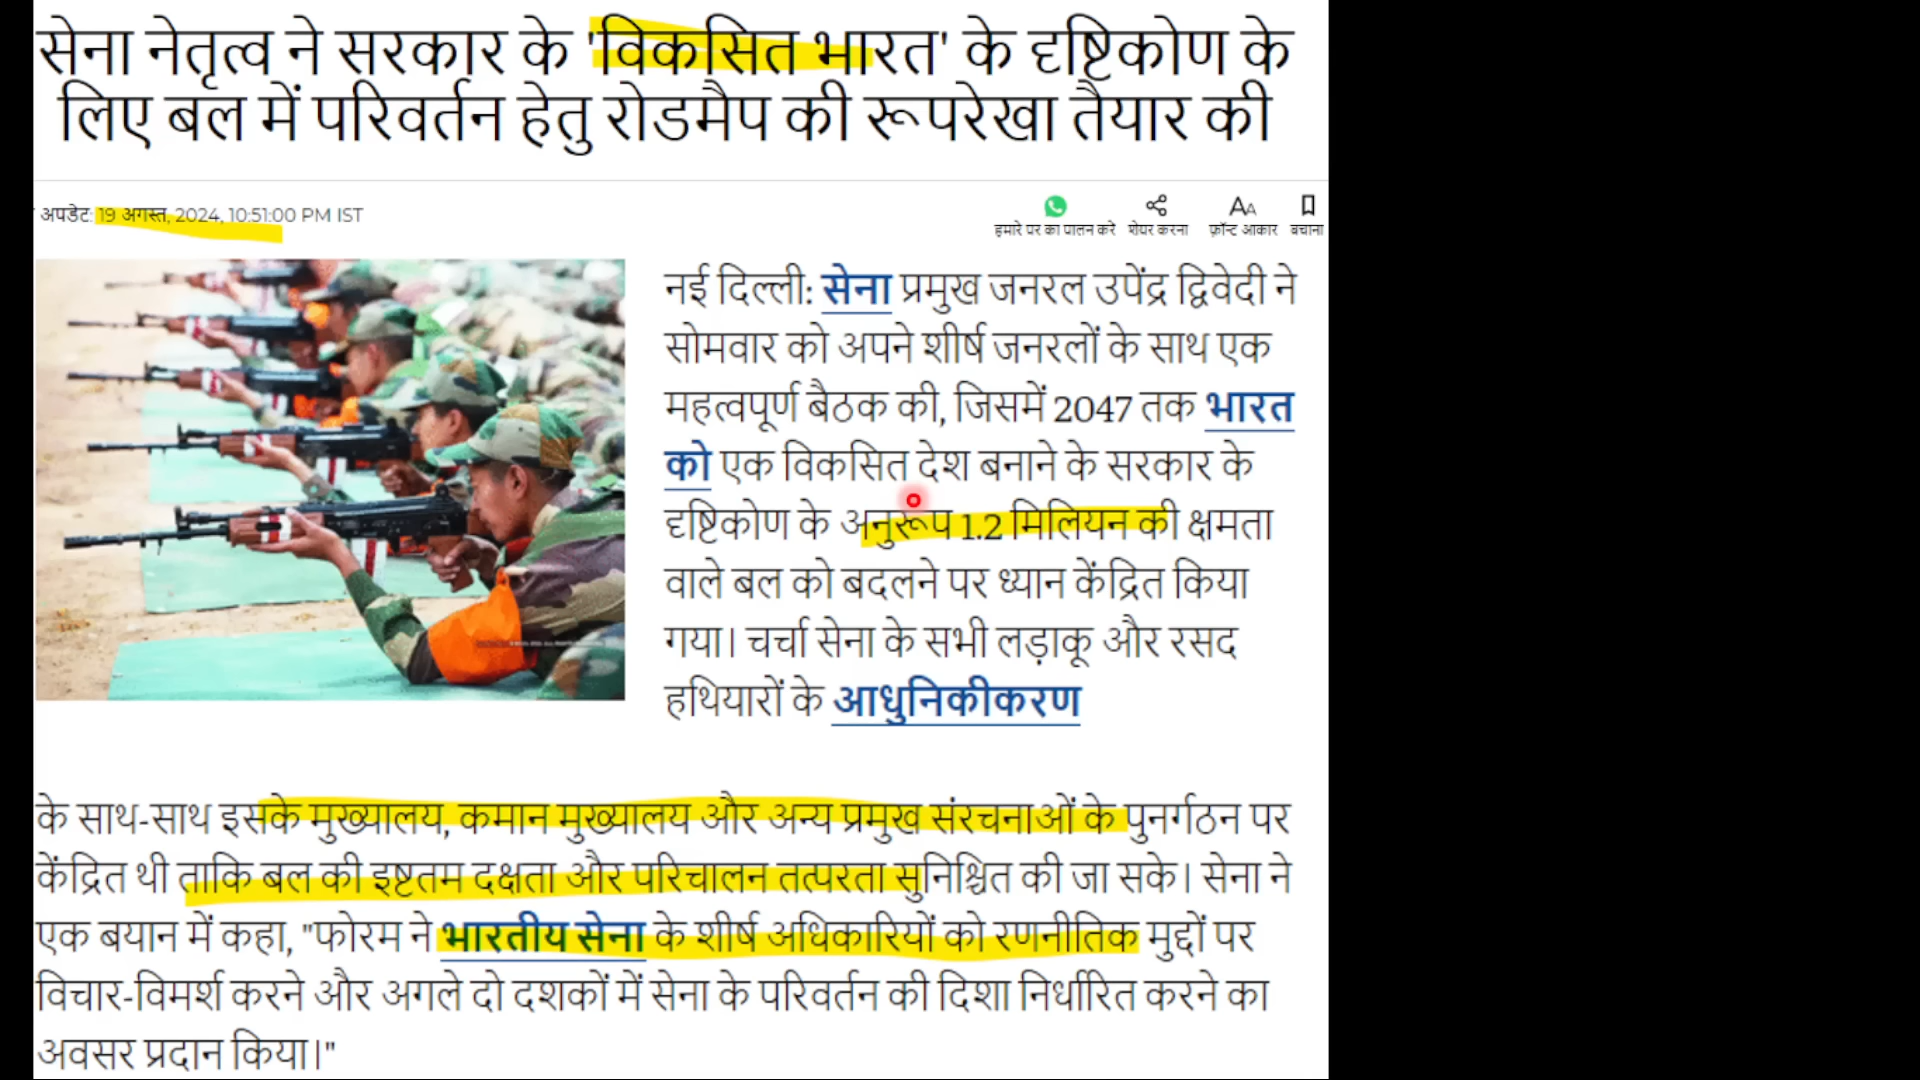 सेना नेतृत्व ने सरकार के 'विकसित भारत' के दृष्टिकोण के
लिए बल में परिवर्तन हेतु रोडमैप की रूपरेखा तैयार की
अपडेट: 19 अगस्त, 2024, 10:51:00 PM IST
हमारे पर का पालन करें
शेयर करना
फ़ॉन्ट आकार
बचाना
नई दिल्ली: सेना प्रमुख जनरल उपेंद्र द्विवेदी ने
सोमवार को अपने शीर्ष जनरलों के साथ एक
महत्वपूर्ण बैठक की, जिसमें 2047 तक भारत
को एक विकसित देश बनाने के सरकार के
दृष्टिकोण के अनुरूप 1.2 मिलियन की क्षमता
वाले बल को बदलने पर ध्यान केंद्रित किया
गया। चर्चा सेना के सभी लड़ाकू और रसद
हथियारों के आधुनिकीकरण
के साथ-साथ इसके मुख्यालय, कमान मुख्यालय और अन्य प्रमुख संरचनाओं के पुनर्गठन पर
केंद्रित थी ताकि बल की इष्टतम दक्षता और परिचालन तत्परता सुनिश्चित की जा सके। सेना ने
एक बयान में कहा, "फोरम ने भारतीय सेना के शीर्ष अधिकारियों को रणनीतिक मुद्दों पर
विचार-विमर्श करने और अगले दो दशकों में सेना के परिवर्तन की दिशा निर्धारित करने का
अवसर प्रदान किया।"